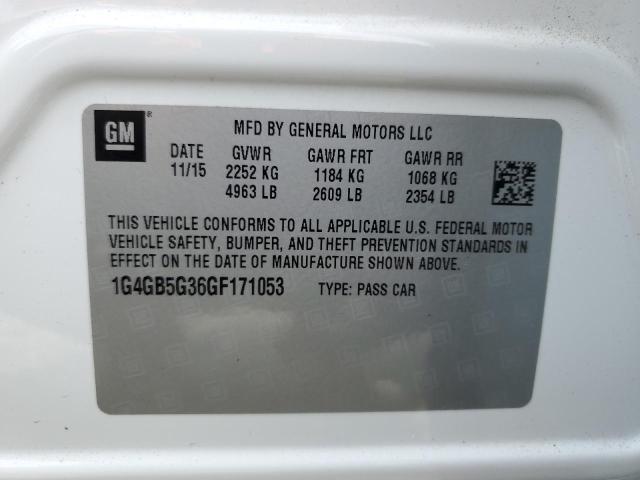 GM ®
MFD BY GENERAL MOTORS LLC
DATE GVWR GAWR FRT GAWR RR
11/15 2252 KG 1184 KG 1068 KG
4963 LB 2609 LB 2354 LB
THIS VEHICLE CONFORMS TO ALL APPLICABLE U.S. FEDERAL MOTOR
VEHICLE SAFETY, BUMPER, AND THEFT PREVENTION STANDARDS IN
EFFECT ON THE DATE OF MANUFACTURE SHOWN ABOVE.
1G4GB5G36GF171053 TYPE: PASS CAR